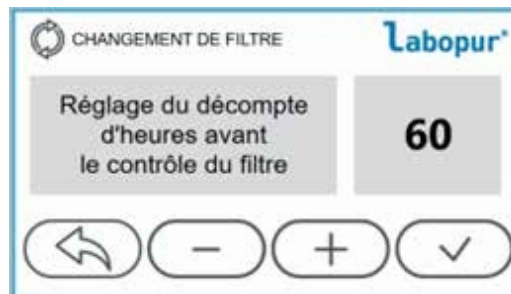 CHANGEMENT DE FILTRE
Labopur
Réglage du décompte
d'heures avant
le contrôle du filtre
60